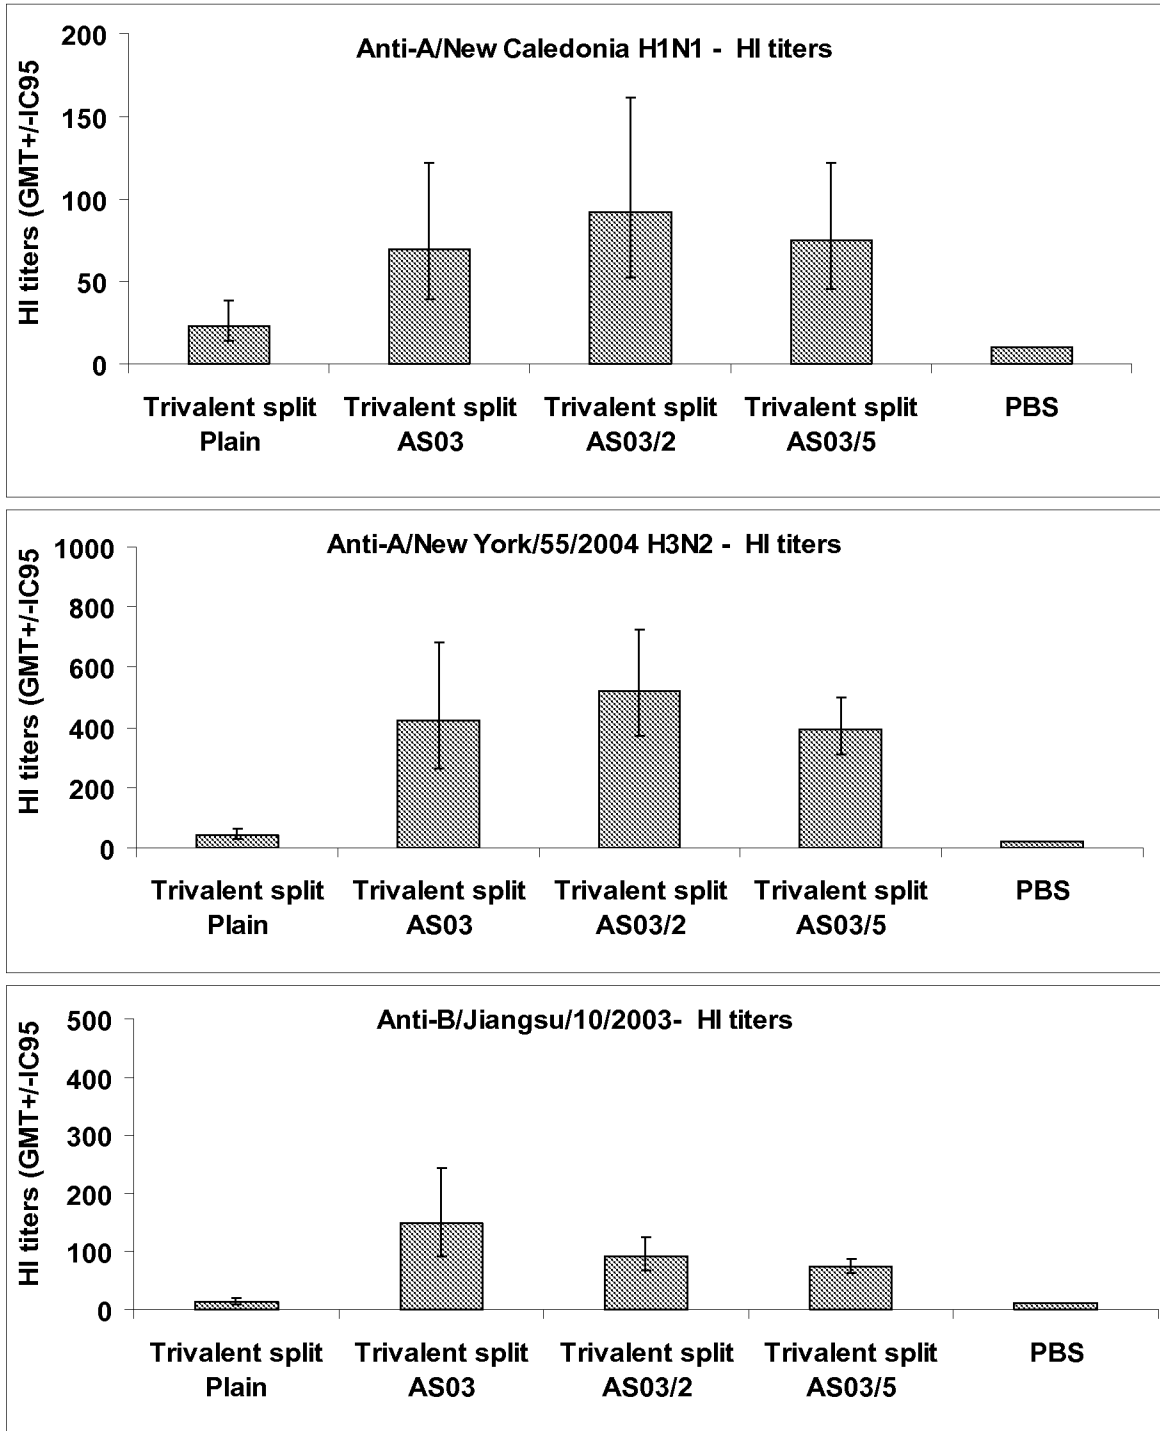 Anti-A/New Caledonia H1N1 - HI titers
HI titers (GMT+/-IC95
200
150
100
50
0
Trivalent split Trivalent split Trivalent split Trivalent split PBS
Plain AS03 AS03/2 AS03/5
Anti-A/New York/55/2004 H3N2 - HI titers
HI titers (GMT+/-IC95
1000
800
600
400
200
0
Trivalent split Trivalent split Trivalent split Trivalent split PBS
Plain AS03 AS03/2 AS03/5
Anti-B/Jiangsu/10/2003- HI titers
HI titers (GMT+/-IC95
500
400
300
200
100
0
Trivalent split Trivalent split Trivalent split Trivalent split PBS
Plain AS03 AS03/2 AS03/5